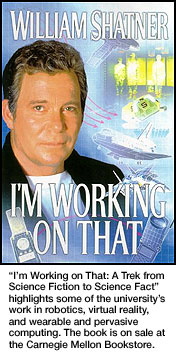 WILLIAM SHATNER
I'M WORKING
ON THAT
“I’m Working on That: A Trek from
Science Fiction to Science Fact”
highlights some of the university’s
work in robotics, virtual reality,
and wearable and pervasive
computing. The book is on sale at
the Carnegie Mellon Bookstore.